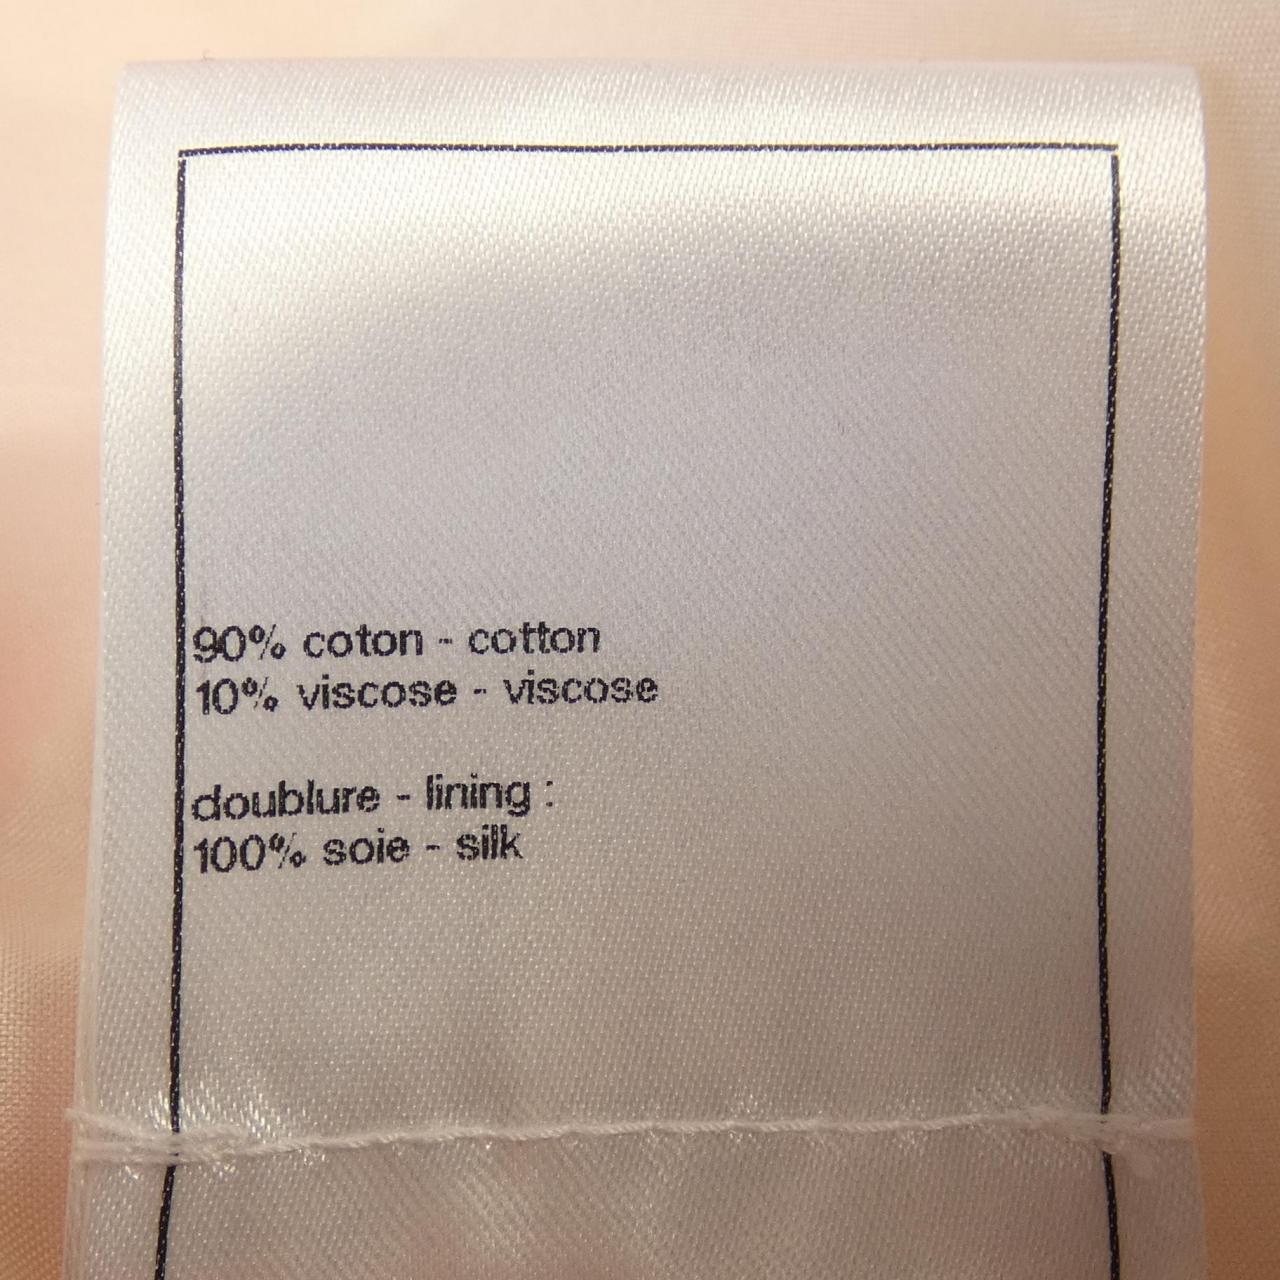 90% coton - cotton
10% viscose - viscose
doublure - lining :
100% soie - silk